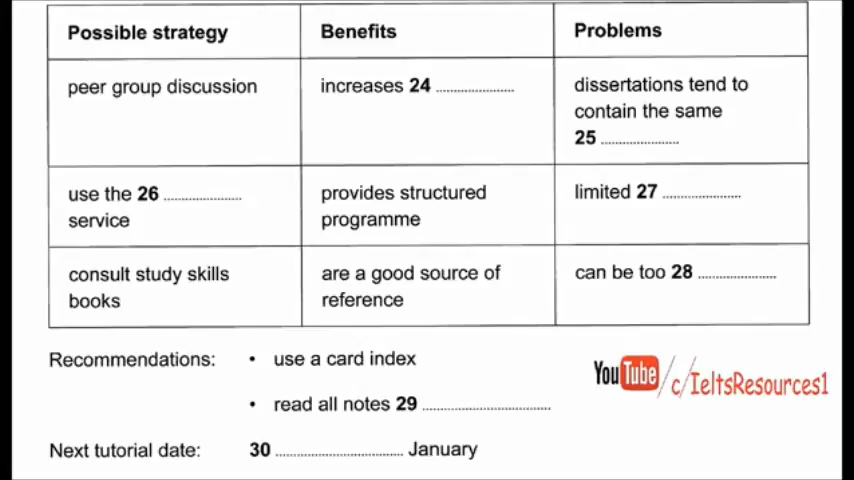 Possible strategy
Benefits
Problems
peer group discussion
increases 24 ........................
dissertations tend to
contain the same
25 ........................
use the 26 ........................
service
provides structured
programme
limited 27 ........................
consult study skills
books
are a good source of
reference
can be too 28 ........................
Recommendations:
• use a card index
• read all notes 29 ........................................
Next tutorial date:
30 ........................................ January
YouTube /c/IeltsResources1